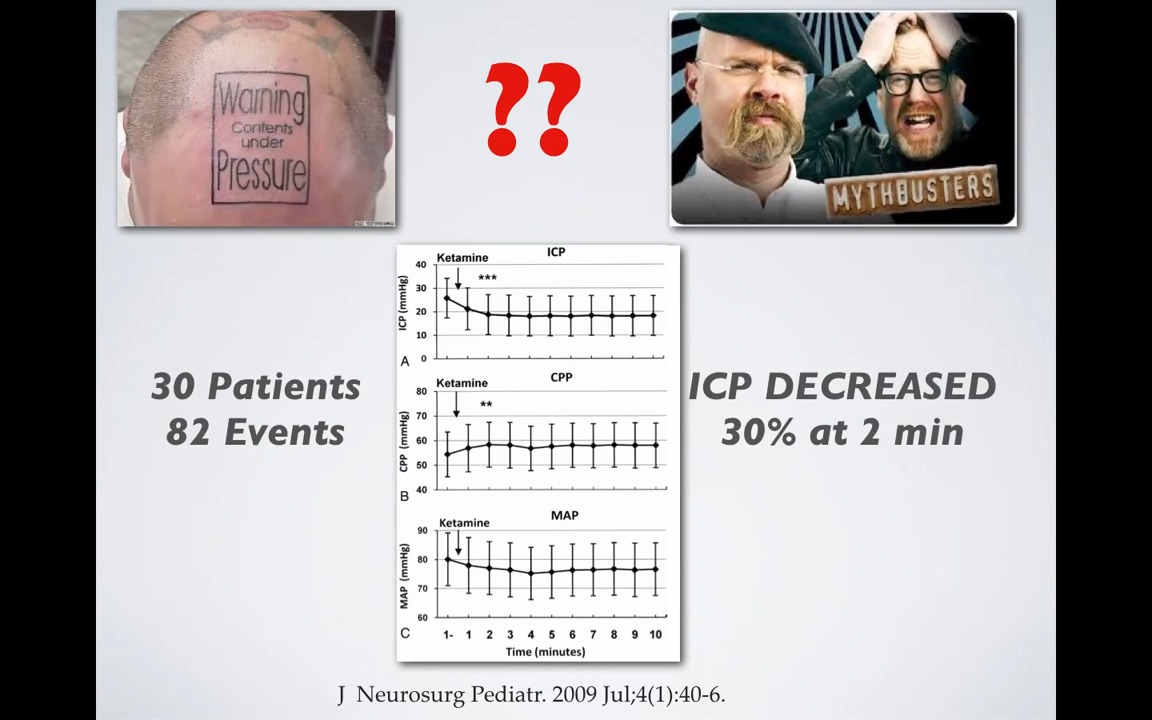 Warning
Contents
under
Pressure
??
MYTHBUSTERS
Ketamine
ICP
***
40
30
20
10
0
ICP (mmHg)
A
Ketamine
CPP
**
80
70
60
50
40
CPP (mmHg)
B
Ketamine
MAP
90
80
70
60
MAP (mmHg)
C
1- 1 2 3 4 5 6 7 8 9 10
Time (minutes)
30 Patients
82 Events
ICP DECREASED
30% at 2 min
J Neurosurg Pediatr. 2009 Jul;4(1):40-6.